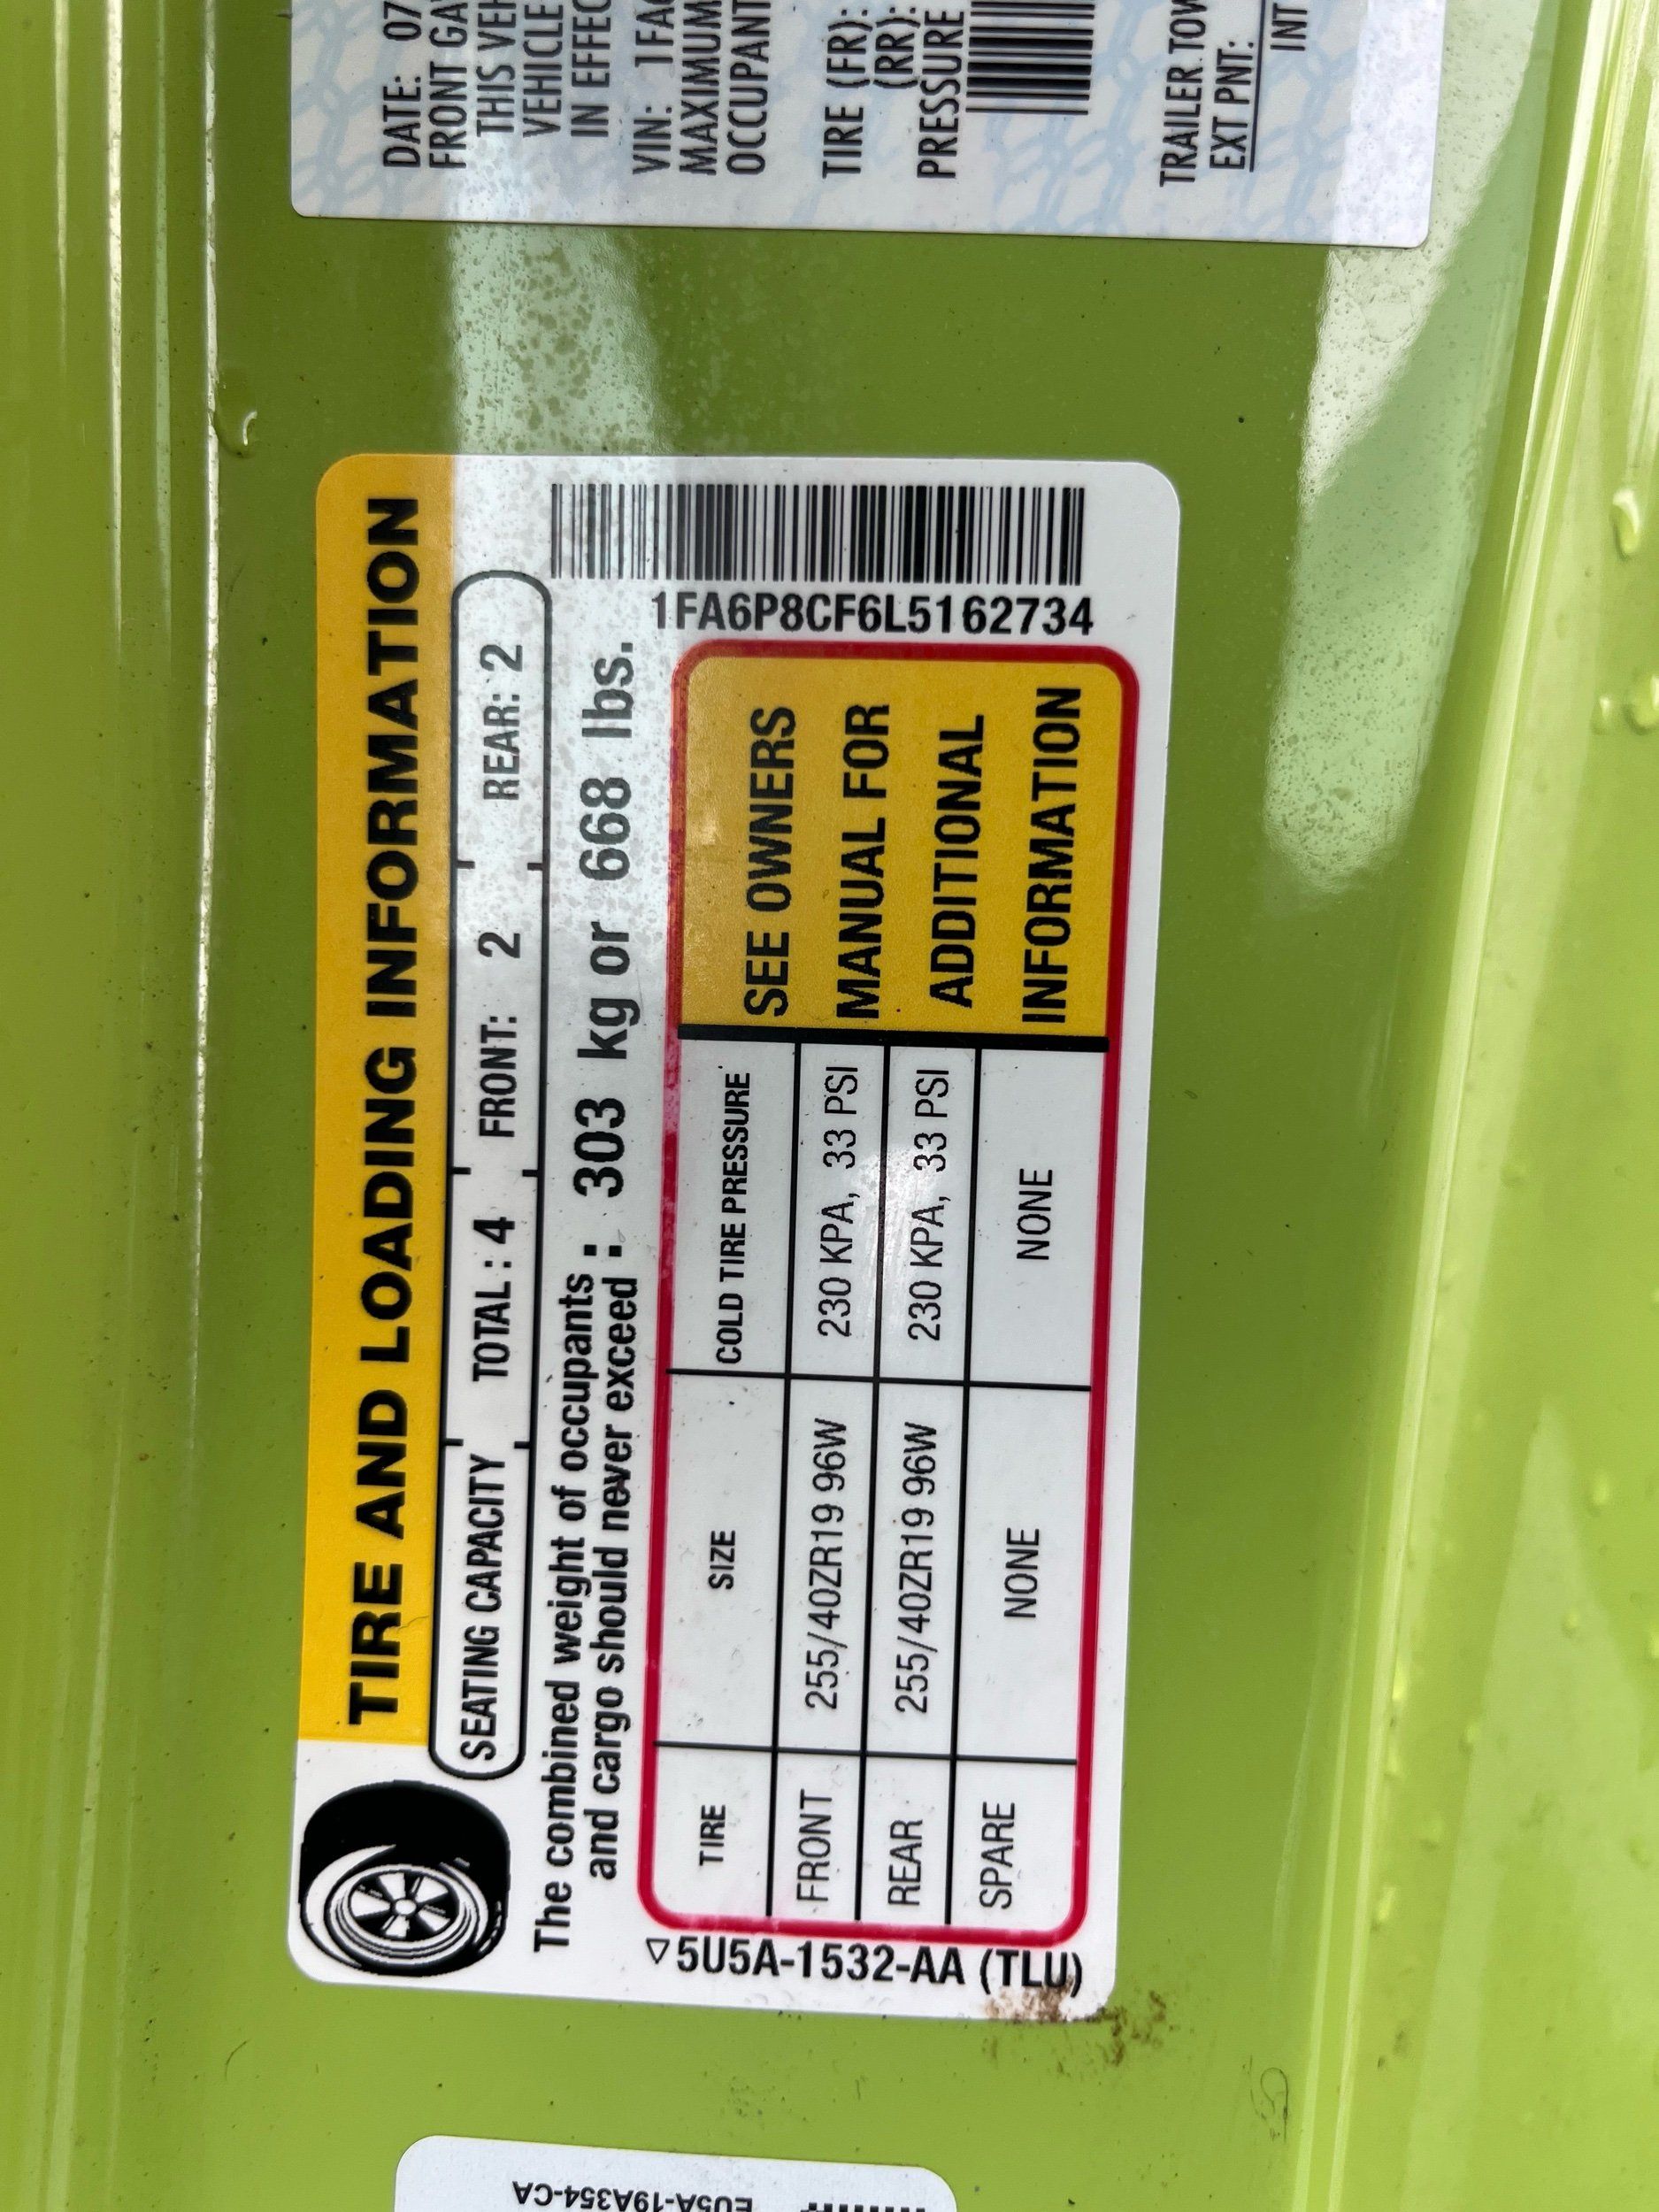 TIRE AND LOADING INFORMATION
SEATING CAPACITY TOTAL : 4 FRONT: 2 REAR: 2
The combined weight of occupants
and cargo should never exceed : 303 kg or 668 lbs.
TIRE SIZE COLD TIRE PRESSURE
FRONT 255/40ZR19 96W 230 KPA, 33 PSI
REAR 255/40ZR19 96W 230 KPA, 33 PSI
SPARE NONE NONE
SEE OWNERS
MANUAL FOR
ADDITIONAL
INFORMATION
5U5A-1532-AA (TLU)
1FA6P8CF6L5162734
DATE: 07
FRONT GA
THIS VEH
VEHICLE
IN EFFEC
VIN: 1FA
MAXIMUM
OCCUPANT
TIRE (FR):
(RR):
PRESSURE
TRAILER TOW
EXT PNT:
INT
EU5A-19A354-CA